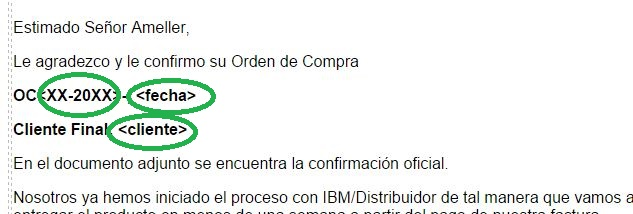 Estimado Señor Ameller,
Le agradezco y le confirmo su Orden de Compra
OC<XX-20XX>- <fecha>
Cliente Final <cliente>
En el documento adjunto se encuentra la confirmación oficial.
Nosotros ya hemos iniciado el proceso con IBM/Distribuidor de tal manera que vamos a
entregar el producto en menos de una semana a partir del pago de nuestra factura